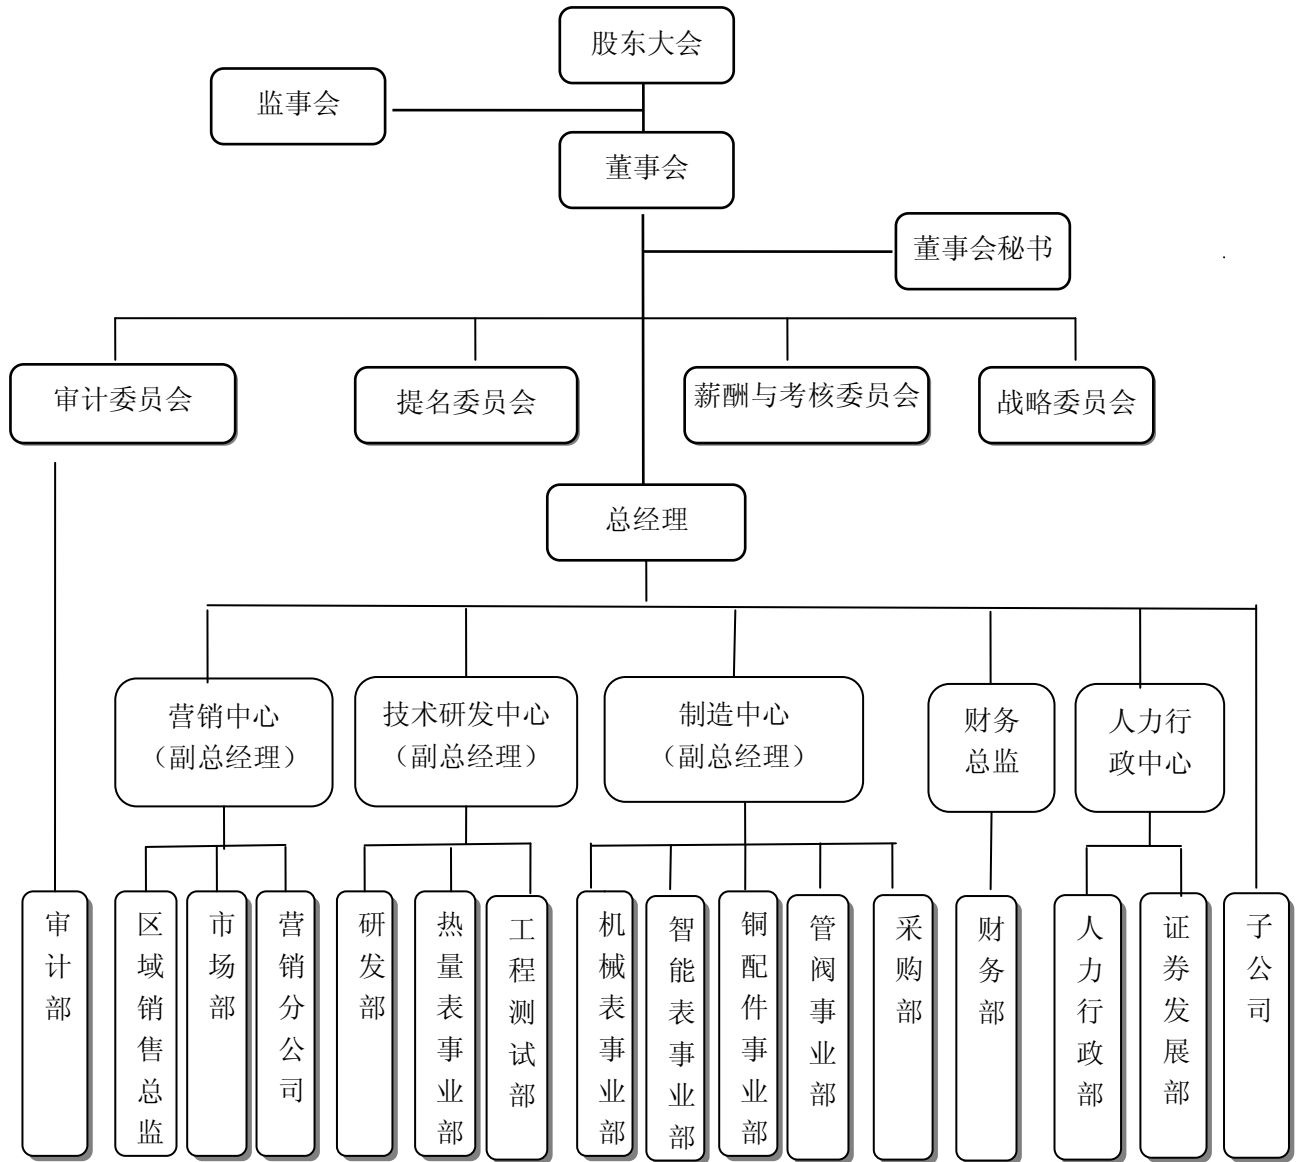 股东大会
监事会
董事会
董事会秘书
审计委员会
提名委员会
薪酬与考核委员会
战略委员会
总经理
营销中心
（副总经理）
技术研发中心
（副总经理）
制造中心
（副总经理）
财务
总监
人力行
政中心
审计部
区域销售总监
市场部
营销分公司
研发部
热量表事业部
工程测试部
机械表事业部
智能表事业部
铜配件事业部
管阀事业部
采购部
财务部
人力行政部
证券发展部
子公司